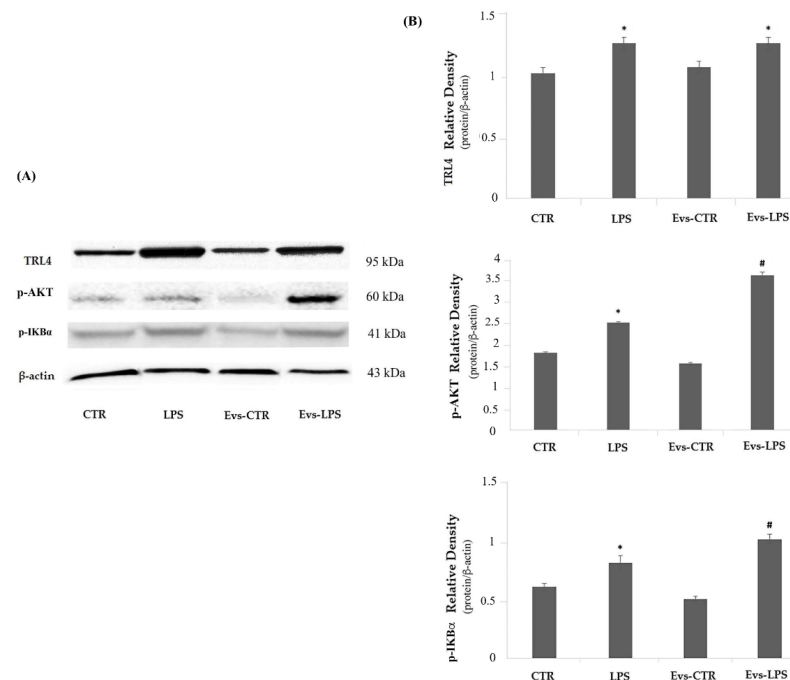 (A)
TRL4
95 kDa
p-AKT
60 kDa
p-IKBα
41 kDa
β-actin
43 kDa
CTR LPS Evs-CTR Evs-LPS
(B)
TRL4 Relative Density
(protein/β-actin)
1.5
1
0.5
0
*
*
CTR LPS Evs-CTR Evs-LPS
p-AKT Relative Density
(protein/β-actin)
4
3.5
3
2.5
2
1.5
1
0.5
0
*
#
CTR LPS Evs-CTR Evs-LPS
p-IKBα Relative Density
(protein/β-actin)
1.5
1
0.5
0
*
#
CTR LPS Evs-CTR Evs-LPS